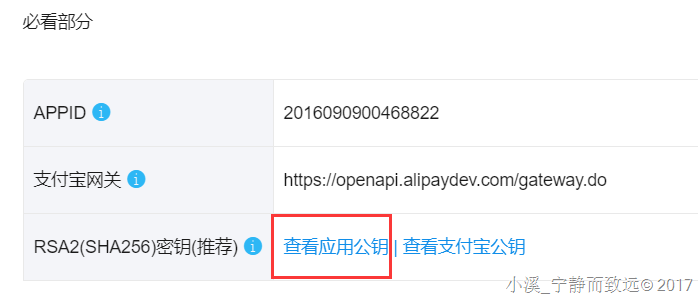 必看部分
APPID
2016090900468822
支付宝网关
https://openapi.alipaydev.com/gateway.do
RSA2(SHA256)密钥(推荐)
查看应用公钥 | 查看支付宝公钥
小溪_宁静而致远© 2017